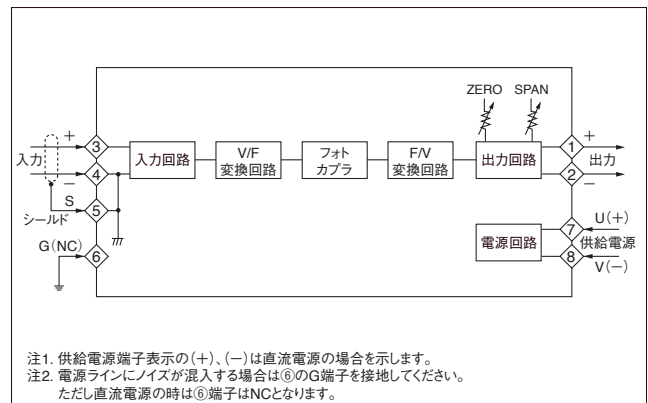 ZERO SPAN
+ 3 入力回路 V/F 変換回路 フォト カプラ F/V 変換回路 出力回路 1 +
入力 4 2 出力
− −
S 5
シールド
G(NC) 6
電源回路 7 U(+)
供給電源
8 V(−)
注1. 供給電源端子表示の(+)、(−)は直流電源の場合を示します。
注2. 電源ラインにノイズが混入する場合は⑥のG端子を接地してください。
ただし直流電源の時は⑥端子はNCとなります。